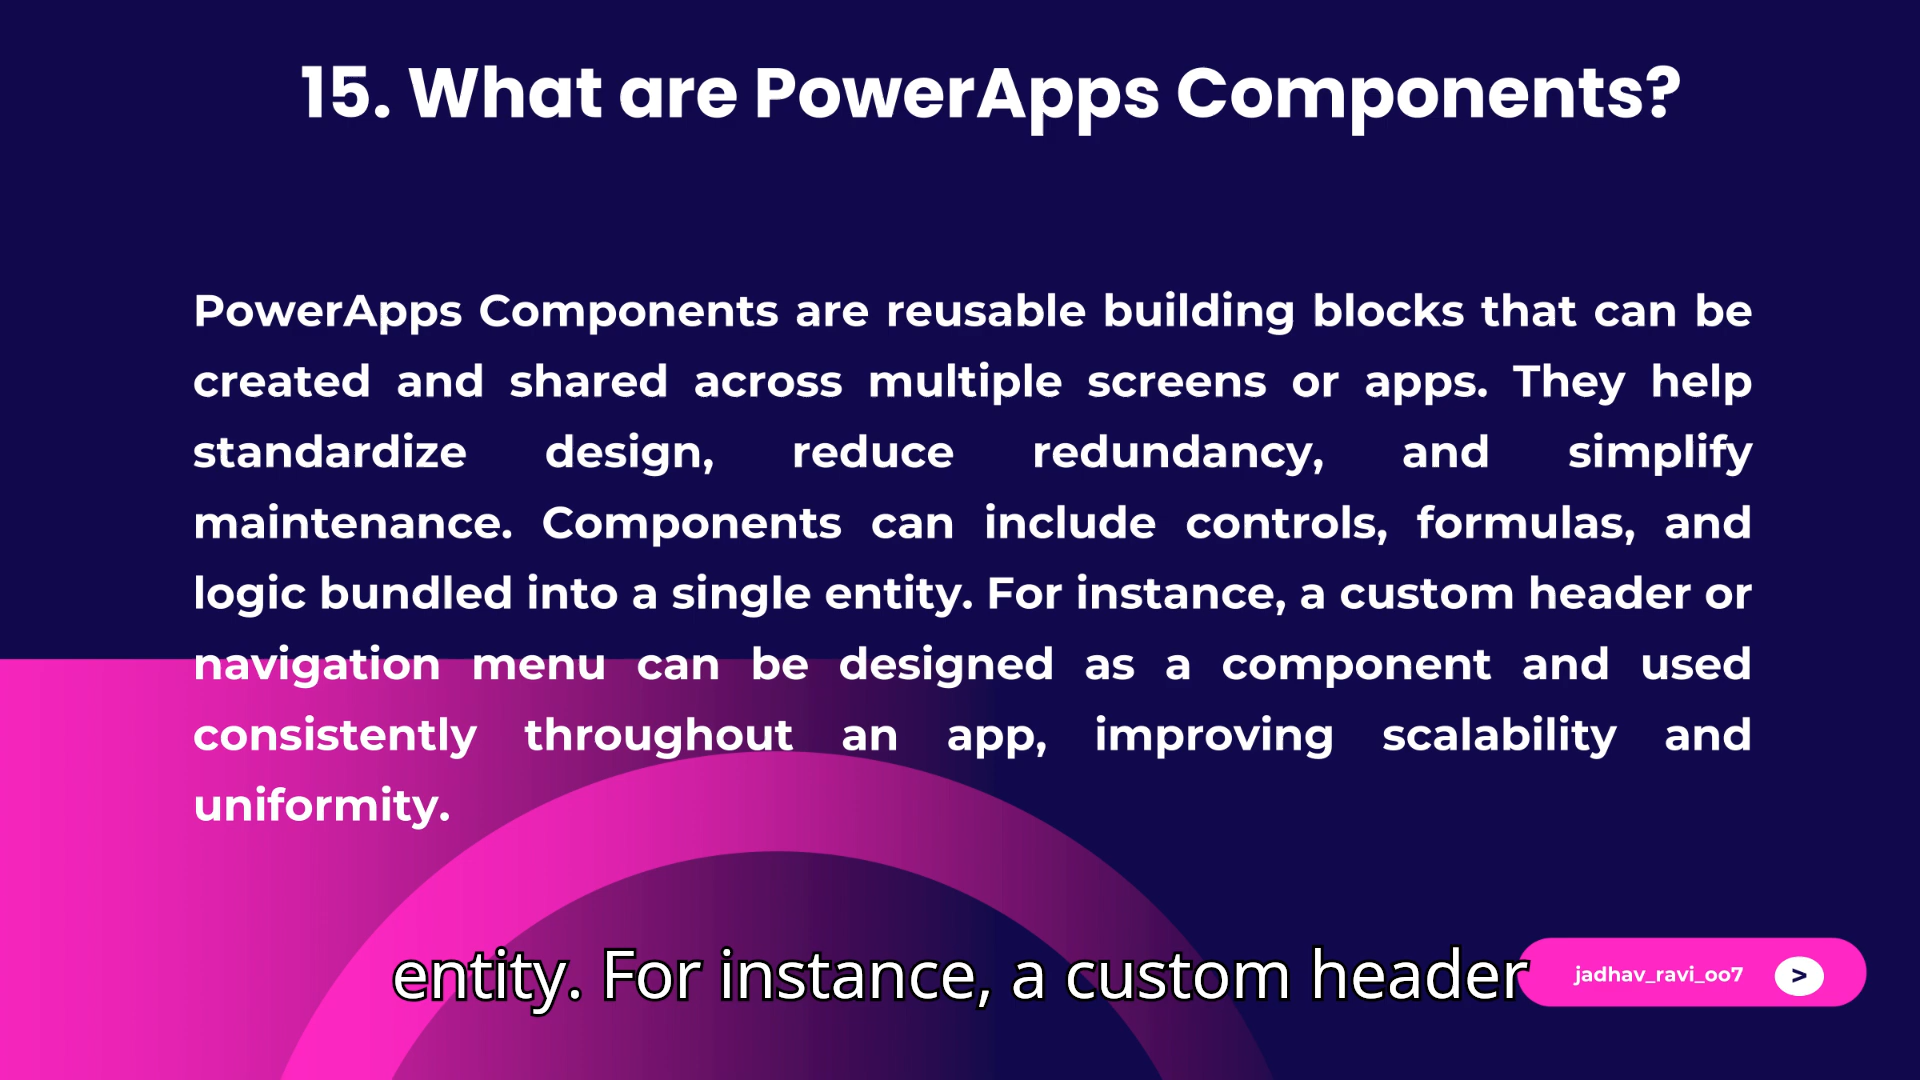 15. What are PowerApps Components?
PowerApps Components are reusable building blocks that can be
created and shared across multiple screens or apps. They help
standardize design, reduce redundancy, and simplify
maintenance. Components can include controls, formulas, and
logic bundled into a single entity. For instance, a custom header or
navigation menu can be designed as a component and used
consistently throughout an app, improving scalability and
uniformity.
entity. For instance, a custom header
jadhav_ravi_oo7 >